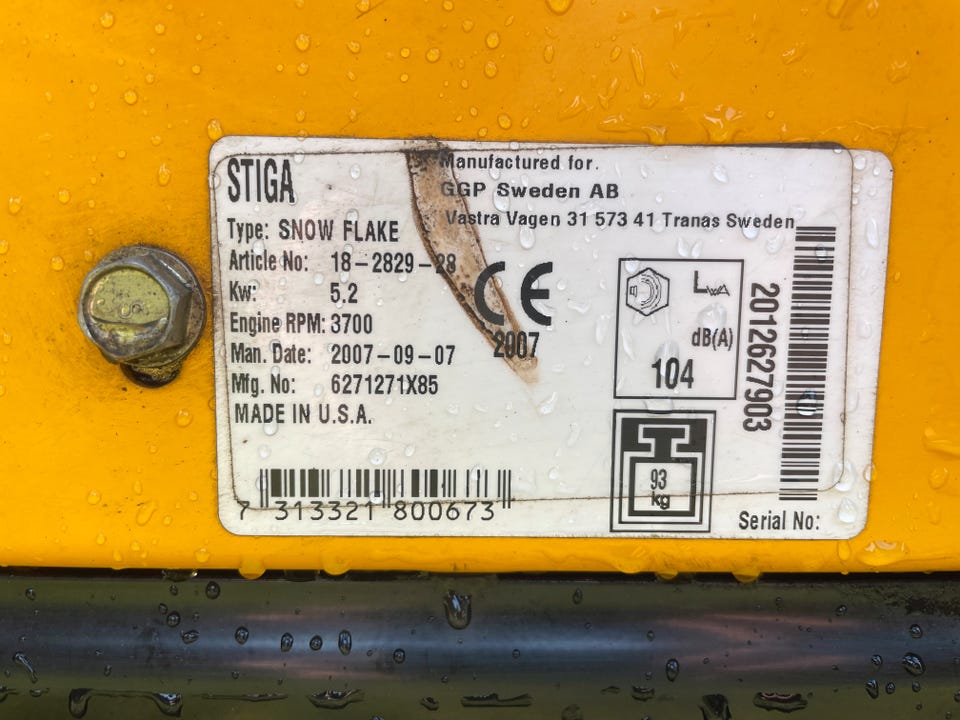 STIGA
Type: SNOW FLAKE
Article No: 18-2829-28
Kw: 5.2
Engine RPM: 3700
Man. Date: 2007-09-07
Mfg. No: 6271271X85
MADE IN U.S.A.
7 313321 800673
Manufactured for.
GGP Sweden AB
Vastra Vagen 31 573 41 Tranas Sweden
CE
2007
LWA
dB(A)
104
93
kg
2012627903
Serial No: